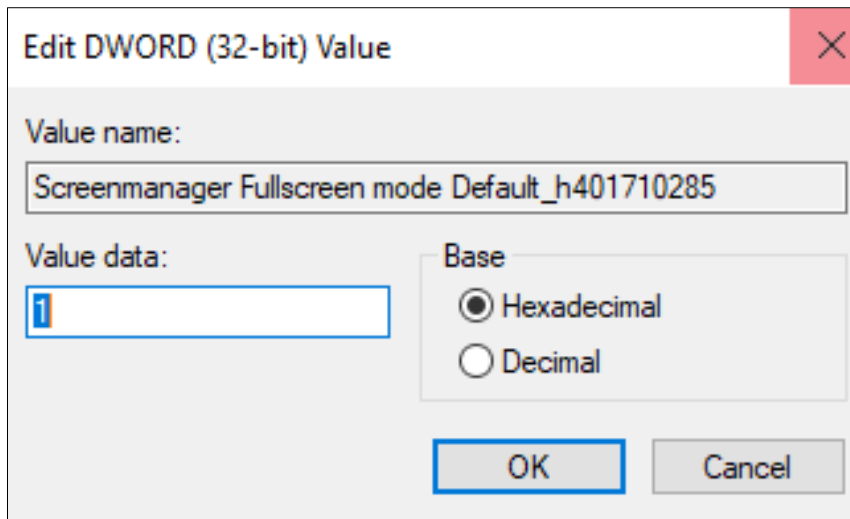 Edit DWORD (32-bit) Value
Value name:
Screenmanager Fullscreen mode Default_h401710285
Value data:
1
Base
Hexadecimal
Decimal
OK
Cancel